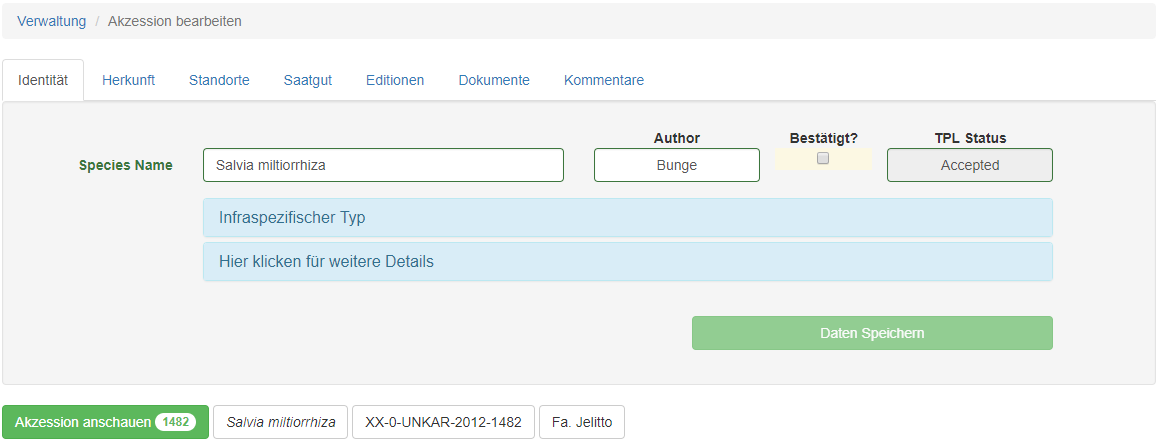 Verwaltung / Akzession bearbeiten
Identität Herkunft Standorte Saatgut Editionen Dokumente Kommentare
Author Bestätigt? TPL Status
Species Name Salvia miltiorrhiza Bunge Accepted
Infraspezifischer Typ
Hier klicken für weitere Details
Daten Speichern
Akzession anschauen 1482 Salvia miltiorrhiza XX-0-UNKAR-2012-1482 Fa. Jelitto